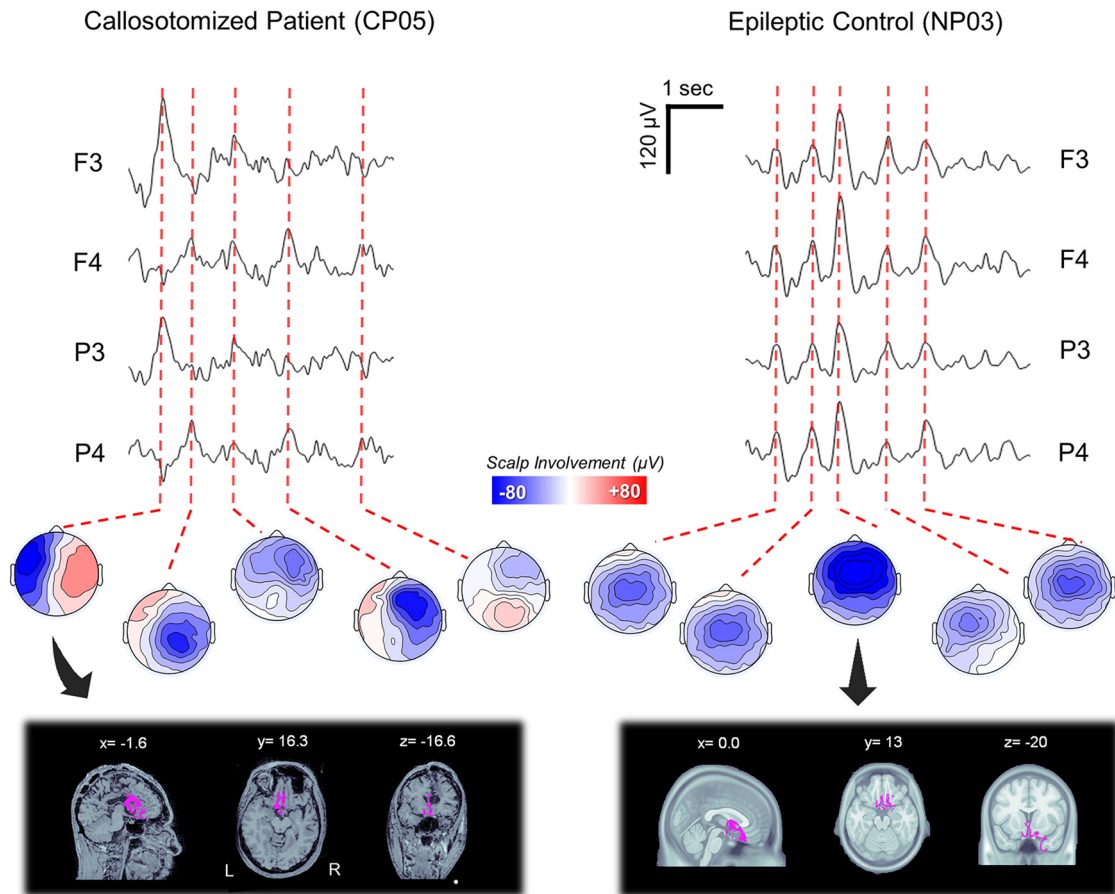 Callosotomized Patient (CP05)
Epileptic Control (NP03)
1 sec
120 µV
F3
F3
F4
F4
P3
P3
P4
P4
Scalp Involvement (µV)
-80
+80
x= -1.6
y= 16.3
z= -16.6
L
R
x= 0.0
y= 13
z= -20